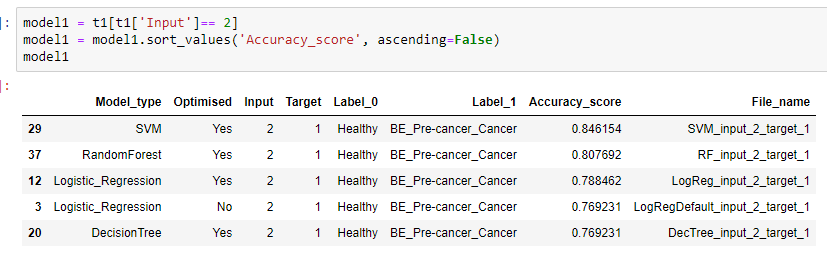 ]: model1 = t1[t1['Input']== 2]
model1 = model1.sort_values('Accuracy_score', ascending=False)
model1
]:
Model_type Optimised Input Target Label_0 Label_1 Accuracy_score File_name
29 SVM Yes 2 1 Healthy BE_Pre-cancer_Cancer 0.846154 SVM_input_2_target_1
37 RandomForest Yes 2 1 Healthy BE_Pre-cancer_Cancer 0.807692 RF_input_2_target_1
12 Logistic_Regression Yes 2 1 Healthy BE_Pre-cancer_Cancer 0.788462 LogReg_input_2_target_1
3 Logistic_Regression No 2 1 Healthy BE_Pre-cancer_Cancer 0.769231 LogRegDefault_input_2_target_1
20 DecisionTree Yes 2 1 Healthy BE_Pre-cancer_Cancer 0.769231 DecTree_input_2_target_1